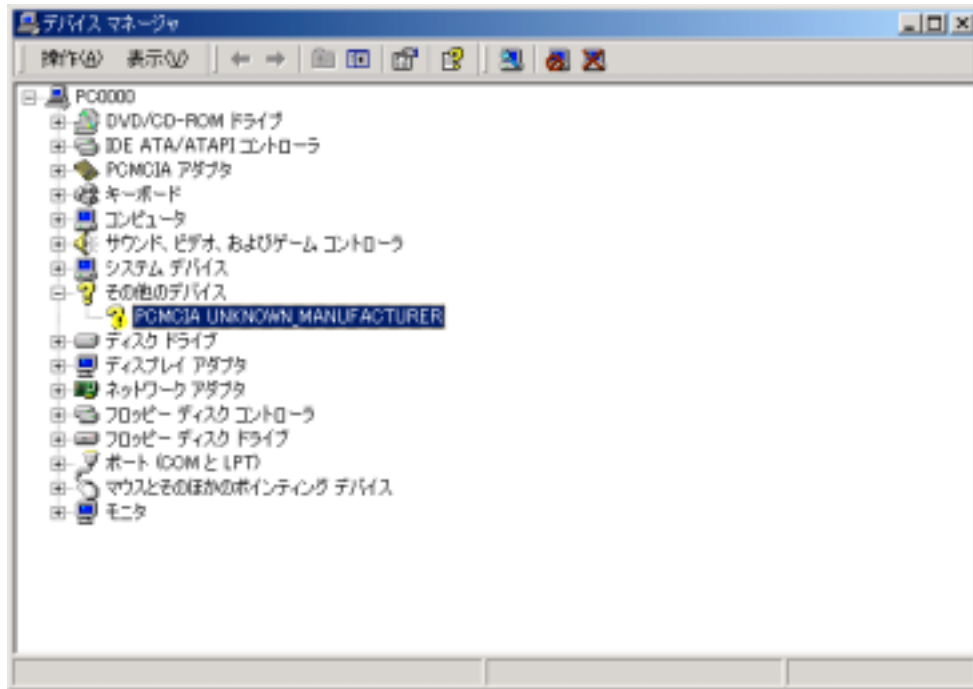 デバイス マネージャ
操作(A) 表示(V)
PC0000
DVD/CD-ROM ドライブ
IDE ATA/ATAPI コントローラ
PCMCIA アダプタ
キーボード
コンピュータ
サウンド、ビデオ、およびゲーム コントローラ
システム デバイス
その他のデバイス
PCMCIA UNKNOWN_MANUFACTURER
ディスク ドライブ
ディスプレイ アダプタ
ネットワーク アダプタ
フロッピー ディスク コントローラ
フロッピー ディスク ドライブ
ポート (COM と LPT)
マウスとそのほかのポインティング デバイス
モニタ